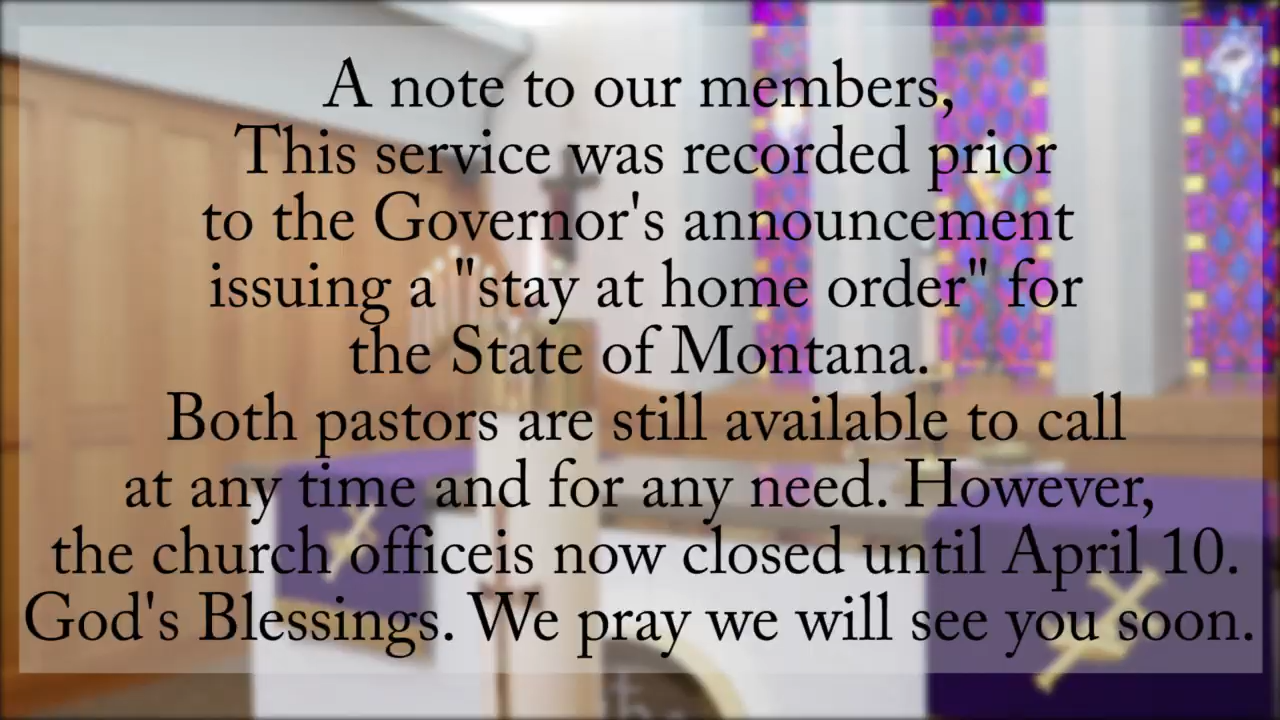 A note to our members,
This service was recorded prior
to the Governor's announcement
issuing a "stay at home order" for
the State of Montana.
Both pastors are still available to call
at any time and for any need. However,
the church officeis now closed until April 10.
God's Blessings. We pray we will see you soon.